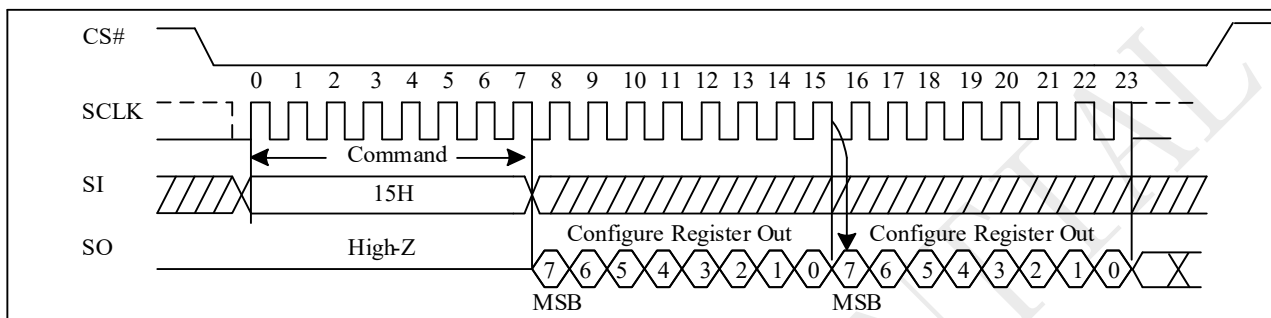 CS#
0 1 2 3 4 5 6 7 8 9 10 11 12 13 14 15 16 17 18 19 20 21 22 23
SCLK
Command
SI
15H
SO
High-Z
Configure Register Out
Configure Register Out
7 6 5 4 3 2 1 0 7 6 5 4 3 2 1 0
MSB
MSB
NTIAL